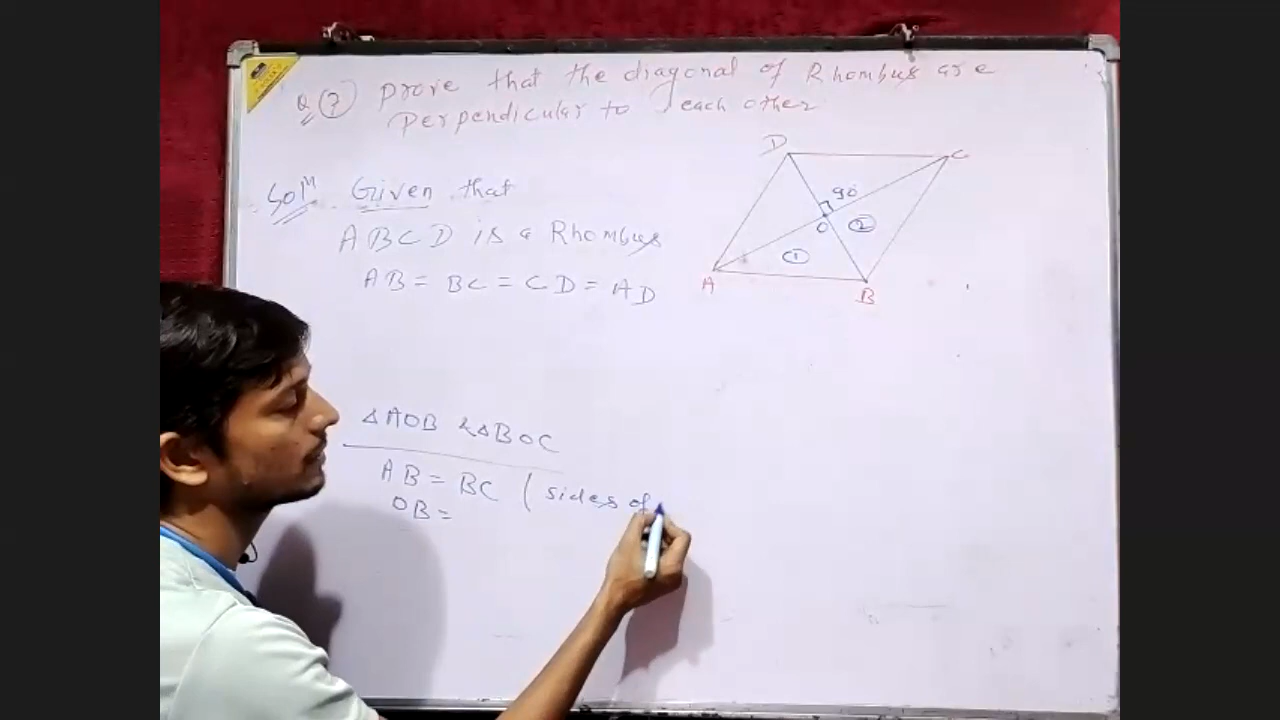 Q(7) Prove that the diagonal of Rhombus are
Perpendicular to each other
Sol^n Given that
ABCD is a Rhombus
AB = BC = CD = AD
D
C
90
O
2
1
A
B
△AOB & △BOC
AB = BC ( sides of
OB =